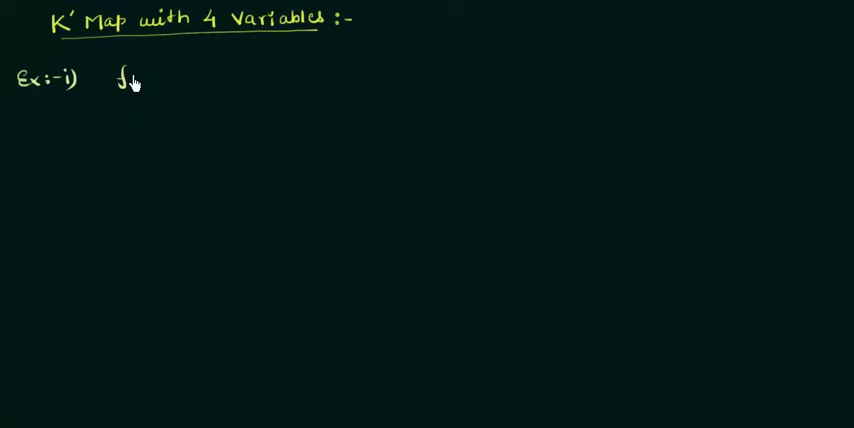 K' Map with 4 Variables :-
Ex:-i) f